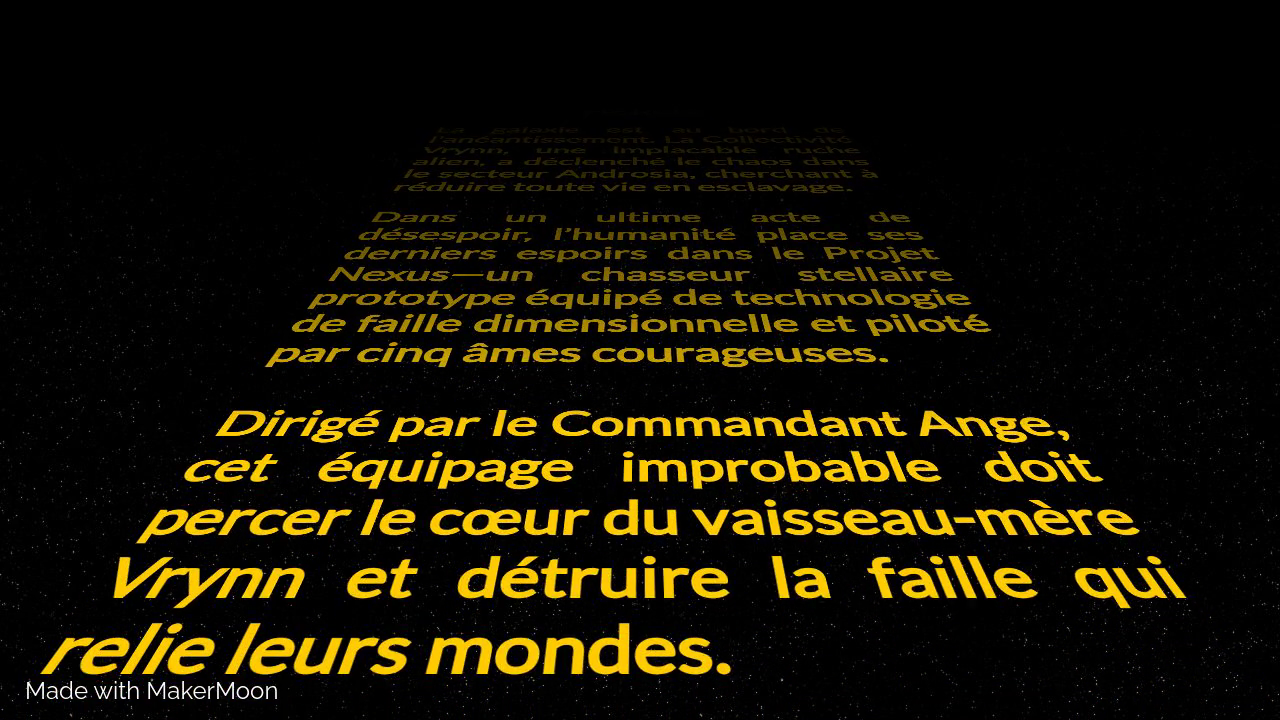 La galaxie est au bord de
l'anéantissement. La Collectivité
Vrynn, une implacable ruche
alien, a déclenché le chaos dans
le secteur Androsia, cherchant à
réduire toute vie en esclavage.
Dans un ultime acte de
désespoir, l’humanité place ses
derniers espoirs dans le Projet
Nexus—un chasseur stellaire
prototype équipé de technologie
de faille dimensionnelle et piloté
par cinq âmes courageuses.
Dirigé par le Commandant Ange,
cet équipage improbable doit
percer le cœur du vaisseau-mère
Vrynn et détruire la faille qui
relie leurs mondes.
Made with MakerMoon